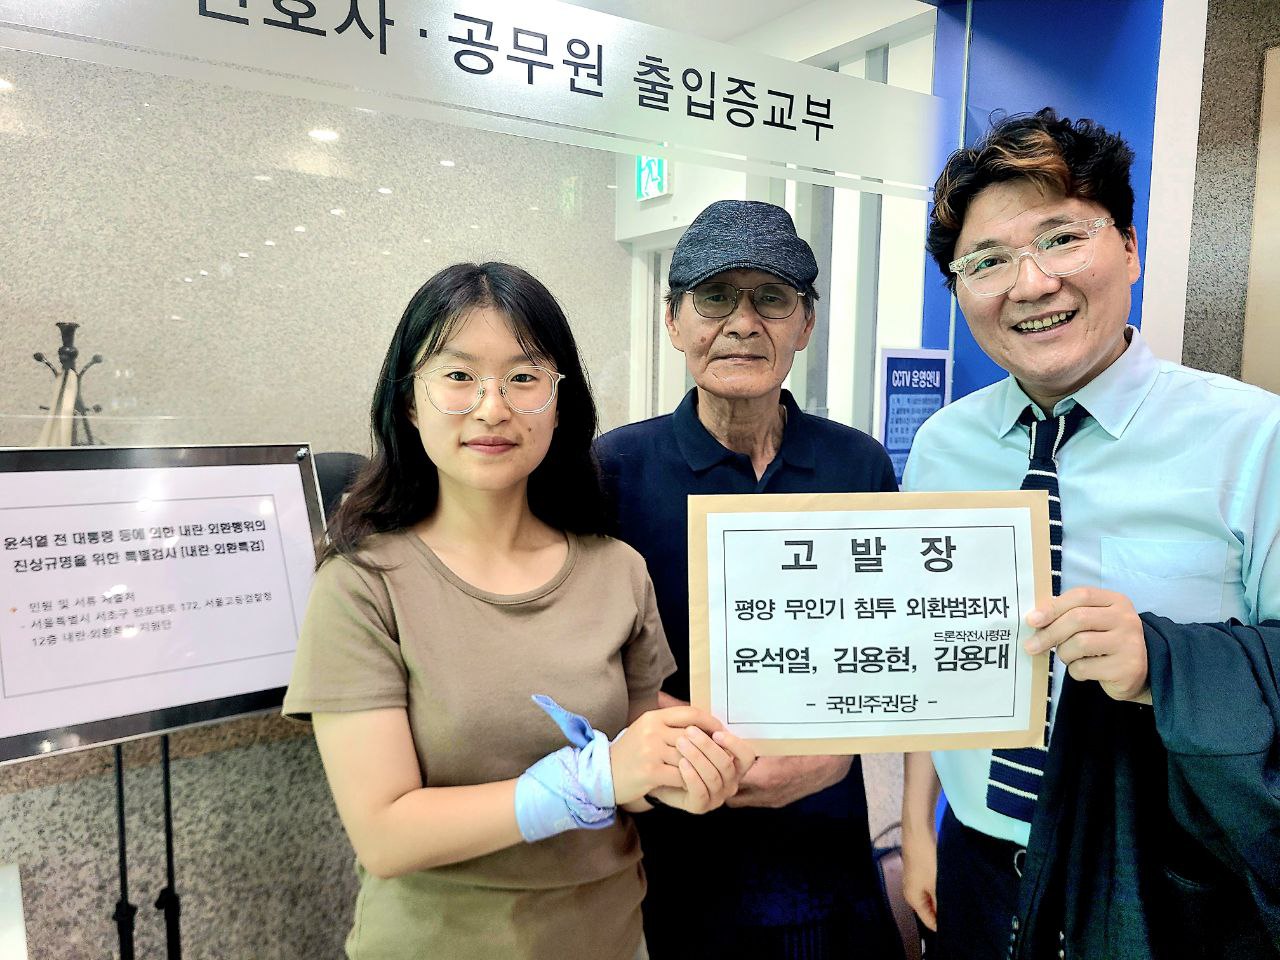 변호사 · 공무원 출입증교부
CCTV 운영안내
윤석열 전 대통령 등에 의한 내란·외환행위의
진상규명을 위한 특별검사 [내란·외환특검]
민원 및 서류 제출처
- 서울특별시 서초구 반포대로 172, 서울고등검찰청
12층 내란·외환특검 지원단
고 발 장
평양 무인기 침투 외환범죄자
드론작전사령관
윤석열, 김용현, 김용대
- 국민주권당 -